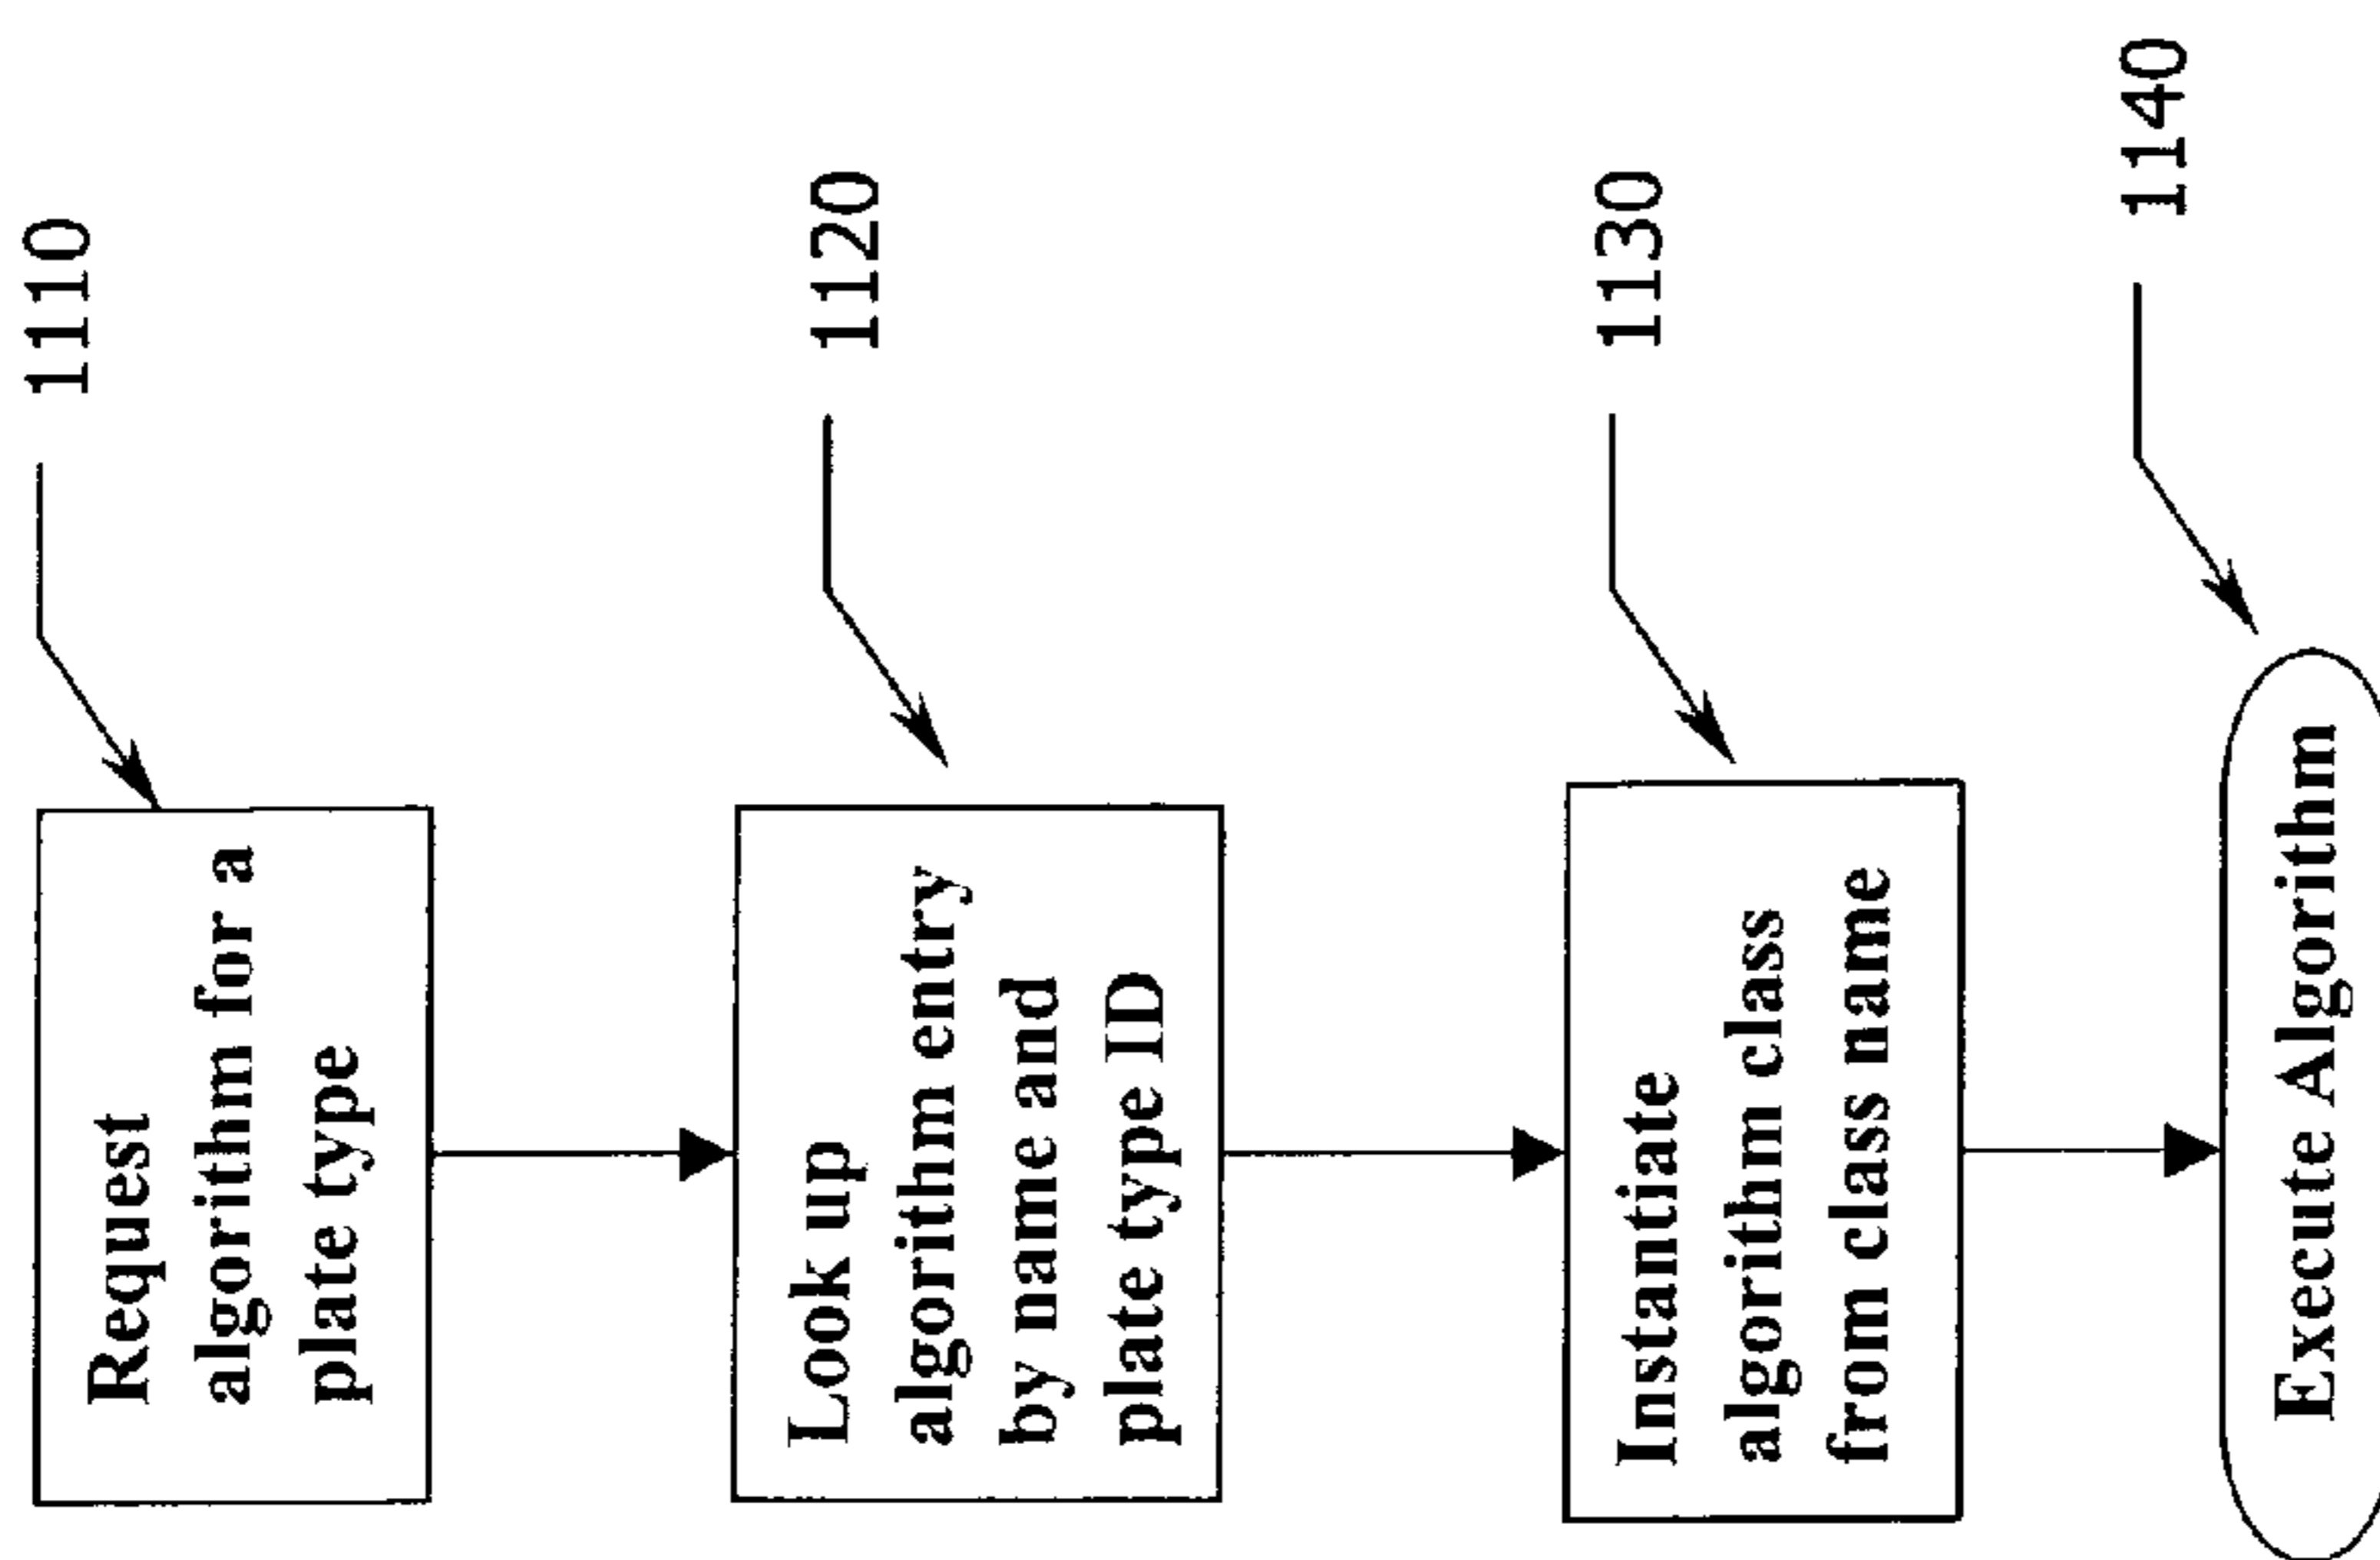 1110
Request
algorithm for a
plate type
1120
Look up
algorithm entry
by name and
plate type ID
1130
Instantiate
algorithm class
from class name
1140
Execute Algorithm